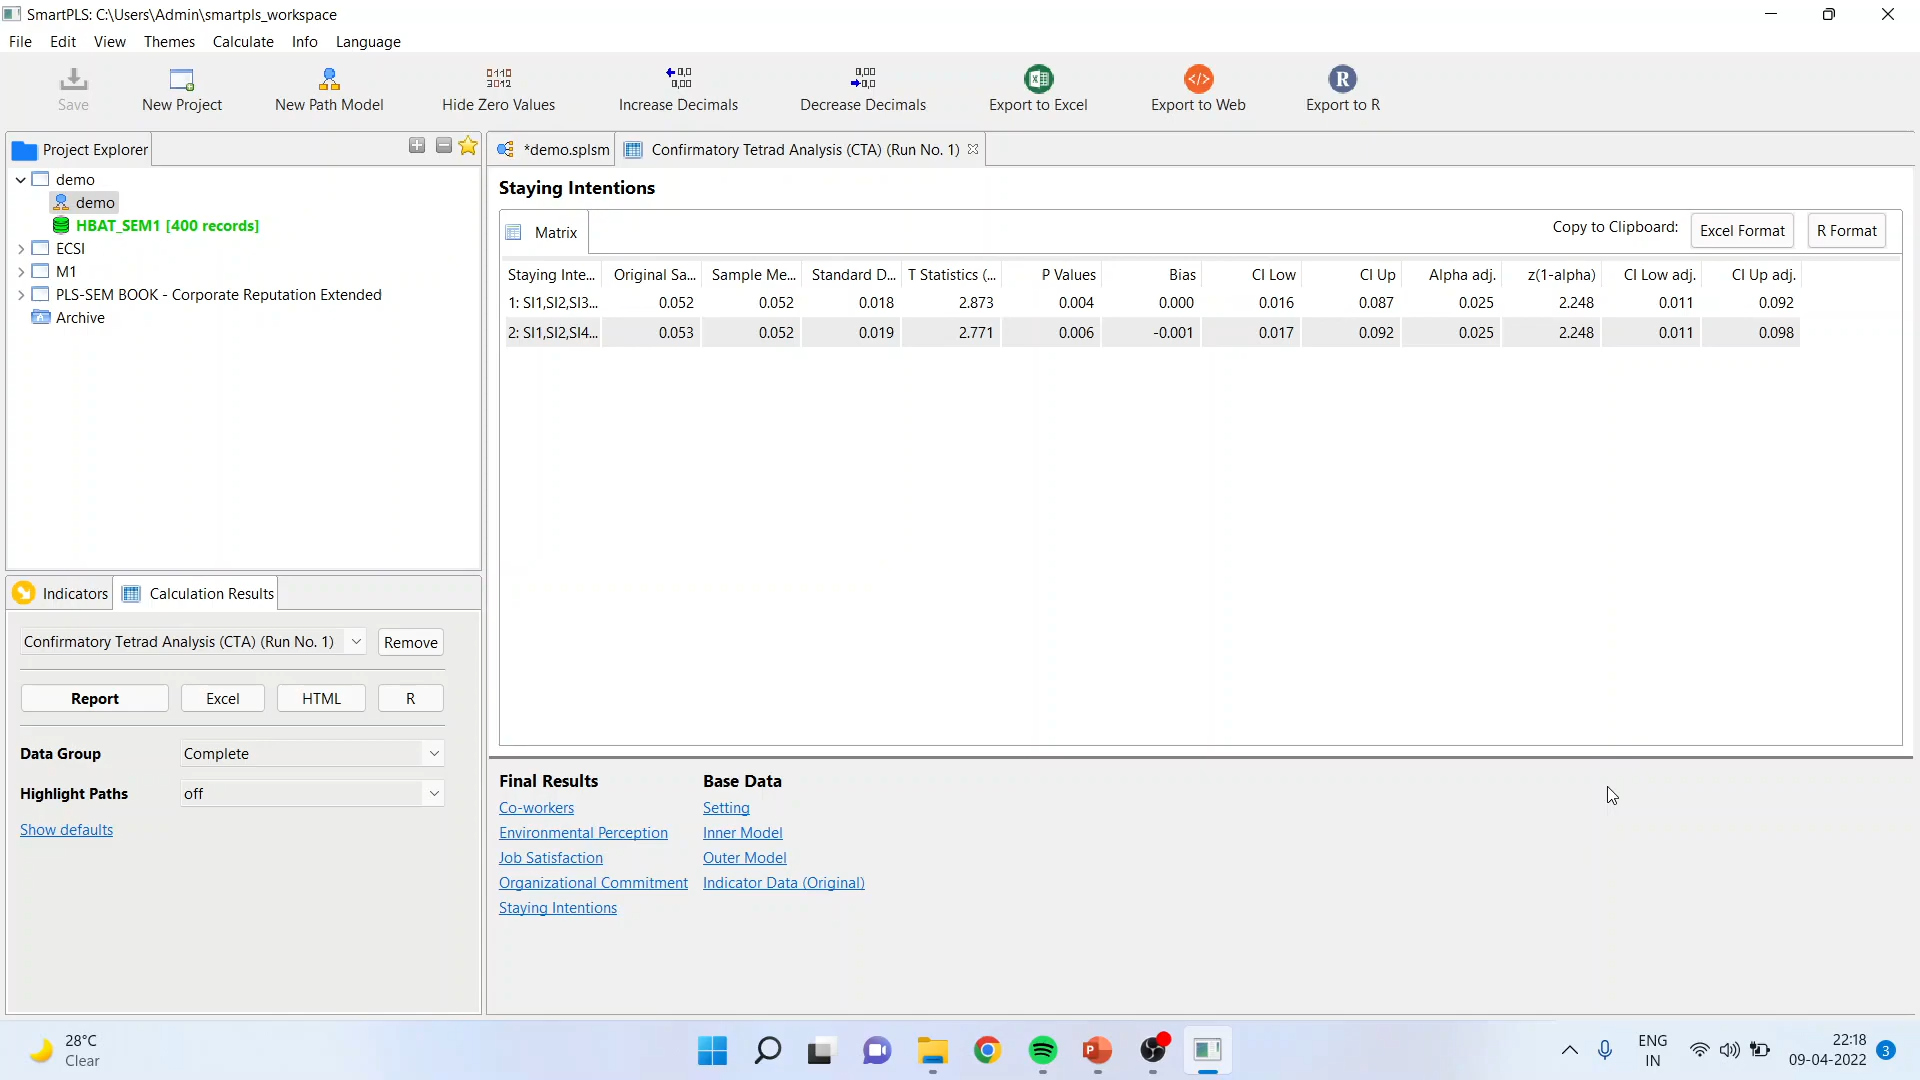 SmartPLS: C:\Users\Admin\smartpls_workspace
File Edit View Themes Calculate Info Language
Save New Project New Path Model Hide Zero Values Increase Decimals Decrease Decimals Export to Excel Export to Web Export to R
Project Explorer
demo
demo
HBAT_SEM1 [400 records]
ECSI
M1
PLS-SEM BOOK - Corporate Reputation Extended
Archive
*demo.splsm Confirmatory Tetrad Analysis (CTA) (Run No. 1)
Staying Intentions
Matrix
Copy to Clipboard: Excel Format R Format
Staying Inte... Original Sa... Sample Me... Standard D... T Statistics (... P Values Bias CI Low CI Up Alpha adj. z(1-alpha) CI Low adj. CI Up adj.
1: SI1,SI2,SI3... 0.052 0.052 0.018 2.873 0.004 0.000 0.016 0.087 0.025 2.248 0.011 0.092
2: SI1,SI2,SI4... 0.053 0.052 0.019 2.771 0.006 -0.001 0.017 0.092 0.025 2.248 0.011 0.098
Indicators Calculation Results
Confirmatory Tetrad Analysis (CTA) (Run No. 1) Remove
Report Excel HTML R
Data Group Complete
Highlight Paths off
Show defaults
Final Results
Co-workers
Environmental Perception
Job Satisfaction
Organizational Commitment
Staying Intentions
Base Data
Setting
Inner Model
Outer Model
Indicator Data (Original)
28°C
Clear
ENG
IN
22:18
09-04-2022
3